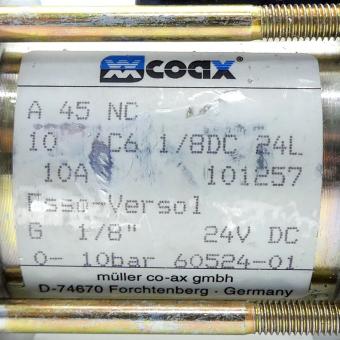 coax
A 45 NC
10 C6 1/8DC 24L
10A 101257
Esso-Versol
G 1/8" 24V DC
0- 10bar 60524-01
müller co-ax gmbh
D-74670 Forchtenberg · Germany